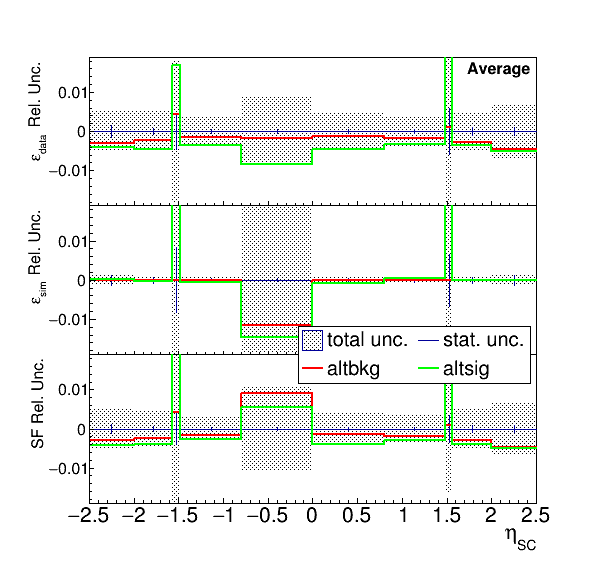 Average
ε_data Rel. Unc.
0.01
0
−0.01
ε_sim Rel. Unc.
0.01
0
−0.01
total unc. stat. unc.
altbkg altsig
SF Rel. Unc.
0.01
0
−0.01
−2.5 −2 −1.5 −1 −0.5 0 0.5 1 1.5 2 2.5
η_SC